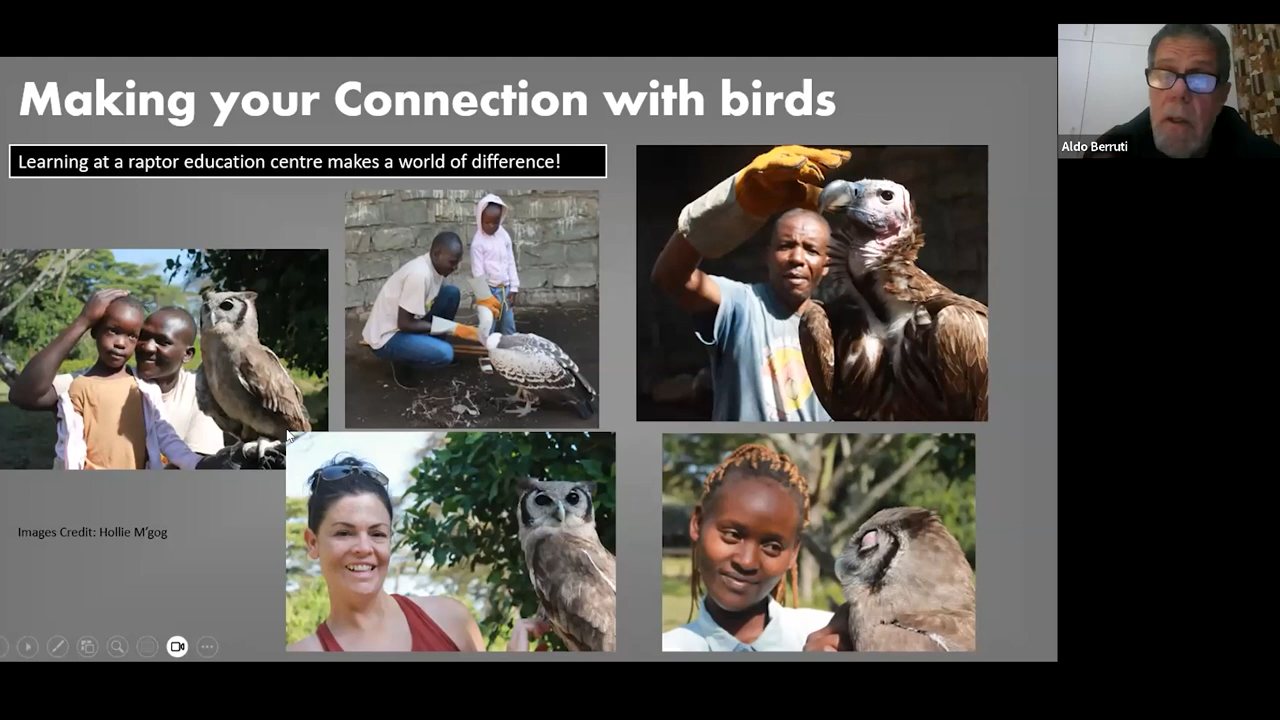 Making your Connection with birds
Learning at a raptor education centre makes a world of difference!
Aldo Berruti
Images Credit: Hollie M'gog